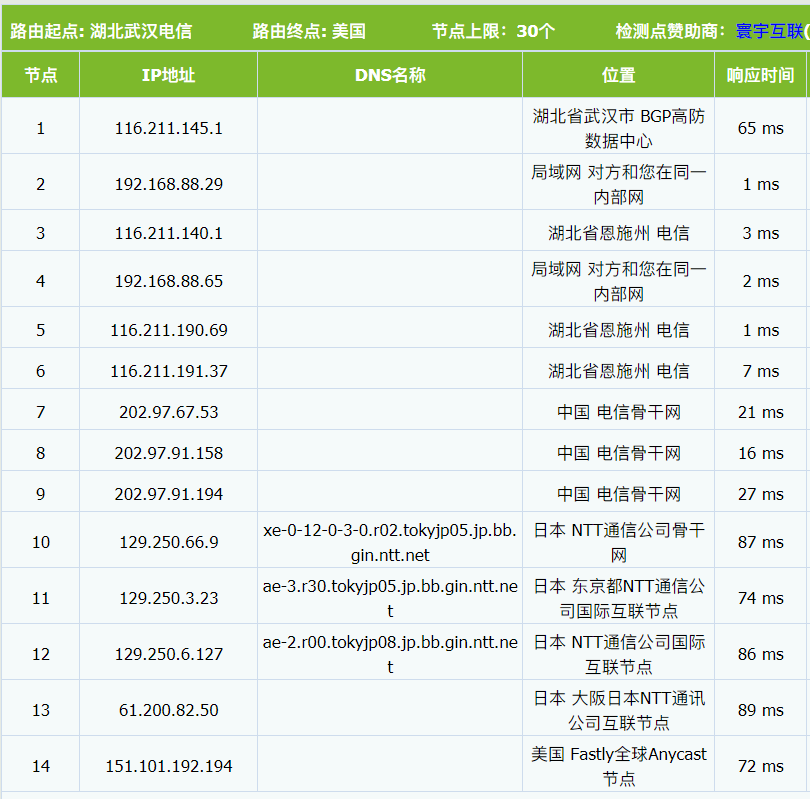 路由起点: 湖北武汉电信 路由终点: 美国 节点上限: 30个 检测点赞助商: 寰宇互联(
节点 IP地址 DNS名称 位置 响应时间
1 116.211.145.1 湖北省武汉市 BGP高防
数据中心 65 ms
2 192.168.88.29 局域网 对方和您在同一
内部网 1 ms
3 116.211.140.1 湖北省恩施州 电信 3 ms
4 192.168.88.65 局域网 对方和您在同一
内部网 2 ms
5 116.211.190.69 湖北省恩施州 电信 1 ms
6 116.211.191.37 湖北省恩施州 电信 7 ms
7 202.97.67.53 中国 电信骨干网 21 ms
8 202.97.91.158 中国 电信骨干网 16 ms
9 202.97.91.194 中国 电信骨干网 27 ms
10 129.250.66.9 xe-0-12-0-3-0.r02.tokyjp05.jp.bb.
gin.ntt.net 日本 NTT通信公司骨干
网 87 ms
11 129.250.3.23 ae-3.r30.tokyjp05.jp.bb.gin.ntt.ne
t 日本 东京都NTT通信公
司国际互联节点 74 ms
12 129.250.6.127 ae-2.r00.tokyjp08.jp.bb.gin.ntt.ne
t 日本 NTT通信公司国际
互联节点 86 ms
13 61.200.82.50 日本 大阪日本NTT通讯
公司互联节点 89 ms
14 151.101.192.194 美国 Fastly全球Anycast
节点 72 ms